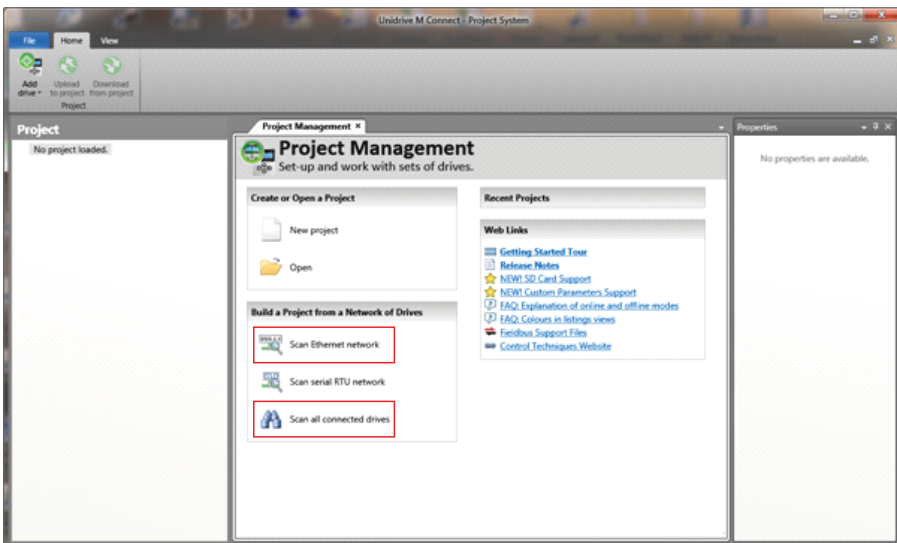 Unidrive M Connect - Project System
File Home View
Add drive
Upload to project
Download from project
Project
Project
No project loaded.
Project Management
Project Management
Set-up and work with sets of drives.
Create or Open a Project
New project
Open
Build a Project from a Network of Drives
Scan Ethernet network
Scan serial RTU network
Scan all connected drives
Recent Projects
Web Links
Getting Started Tour
Release Notes
NEW! SD Card Support
NEW! Custom Parameters Support
FAQ: Explanation of online and offline modes
FAQ: Colours in listings views
Fieldbus Support Files
Control Techniques Website
Properties
No properties are available.